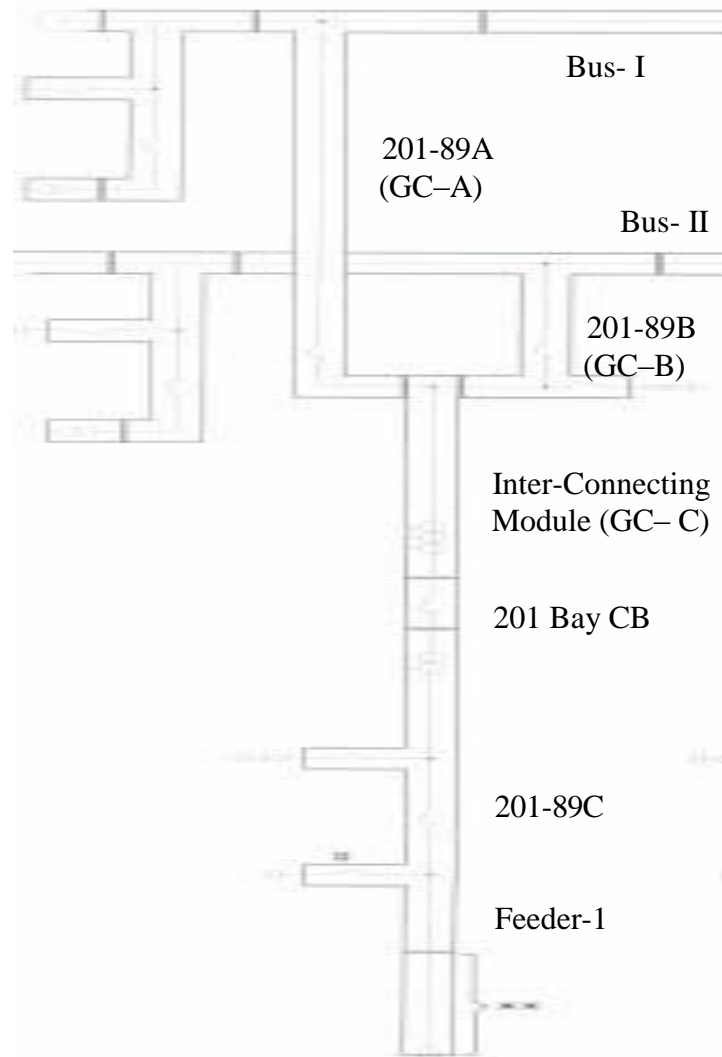 Bus- I
201-89A
(GC–A)
Bus- II
201-89B
(GC–B)
Inter-Connecting
Module (GC– C)
201 Bay CB
201-89C
Feeder-1